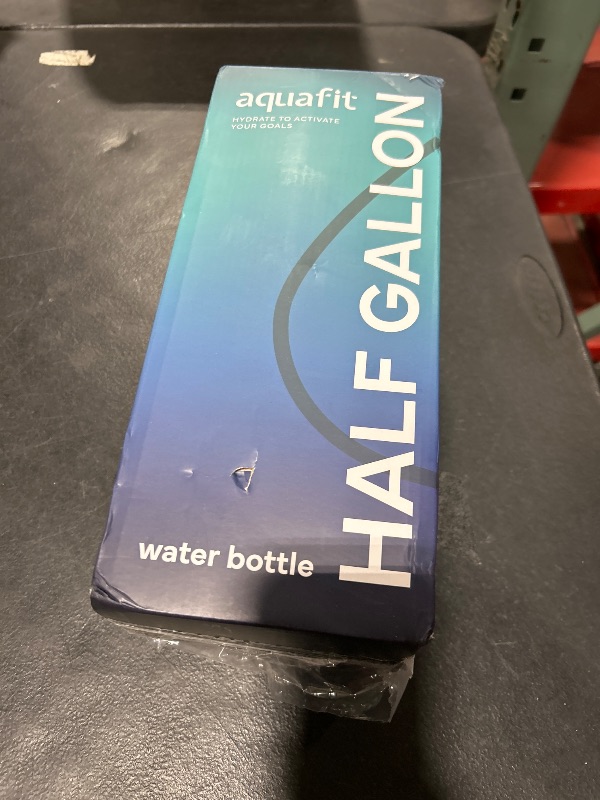 aquafit
HYDRATE TO ACTIVATE
YOUR GOALS
HALF GALLON
water bottle